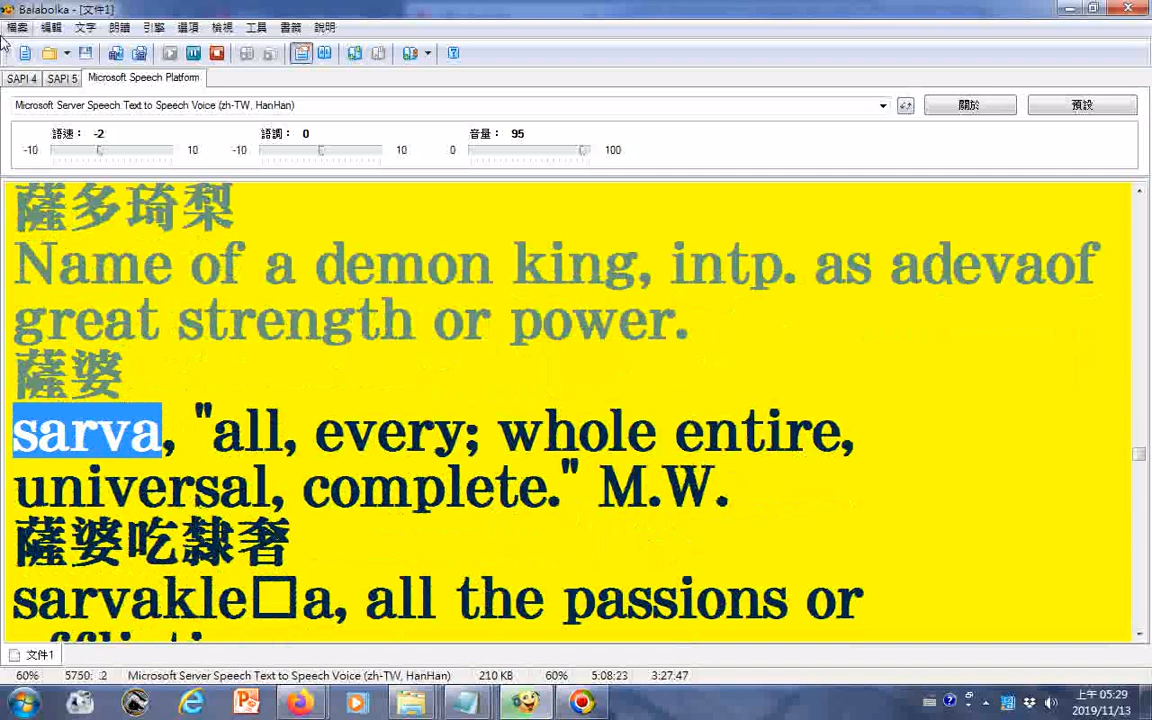 Balabolka - [文件1]
檔案 編輯 文字 朗讀 引擎 選項 檢視 工具 書籤 說明
SAPI 4 SAPI 5 Microsoft Speech Platform
Microsoft Server Speech Text to Speech Voice (zh-TW, HanHan) 關於 預設
語速： -2 語調： 0 音量： 95
-10 10 -10 10 0 100
薩多琦梨
Name of a demon king, intp. as adevaof
great strength or power.
薩婆
sarva, "all, every; whole entire,
universal, complete." M.W.
薩婆吃隸奢
sarvakle□a, all the passions or
文件1
60% 5750: :2 Microsoft Server Speech Text to Speech Voice (zh-TW, HanHan) 210 KB 60% 5:08:23 3:27:47
上午 05:29
2019/11/13